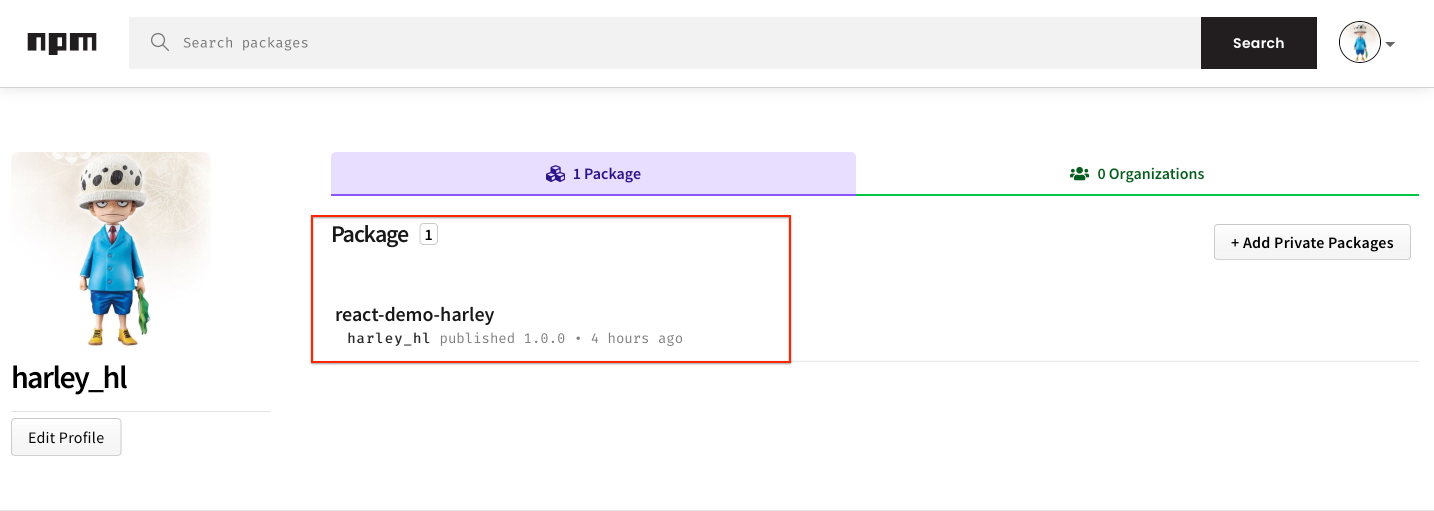 npm
Search packages
Search
1 Package
0 Organizations
Package 1
+ Add Private Packages
react-demo-harley
harley_hl published 1.0.0 • 4 hours ago
harley_hl
Edit Profile